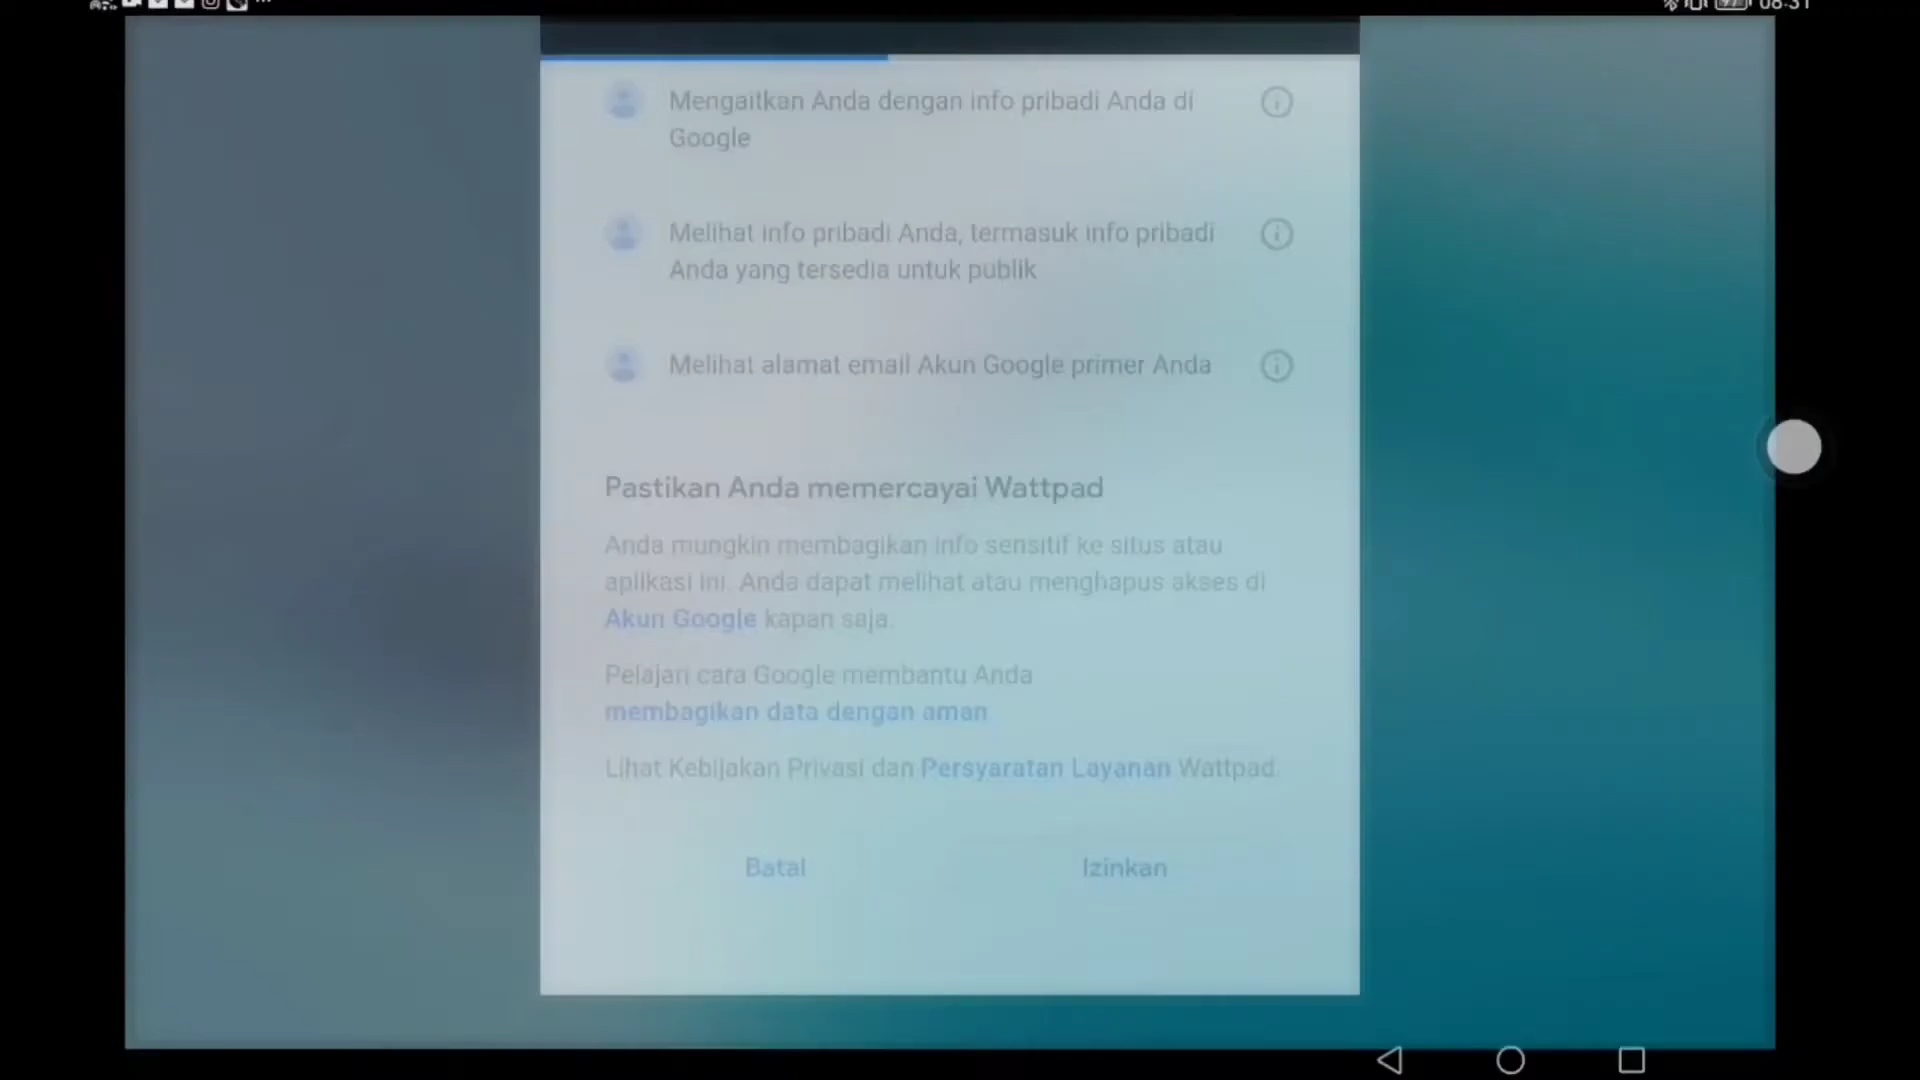 08:31
Mengaitkan Anda dengan info pribadi Anda di
Google
Melihat info pribadi Anda, termasuk info pribadi
Anda yang tersedia untuk publik
Melihat alamat email Akun Google primer Anda
Pastikan Anda memercayai Wattpad
Anda mungkin membagikan info sensitif ke situs atau
aplikasi ini. Anda dapat melihat atau menghapus akses di
Akun Google kapan saja.
Pelajari cara Google membantu Anda
membagikan data dengan aman
Lihat Kebijakan Privasi dan Persyaratan Layanan Wattpad
Batal
Izinkan